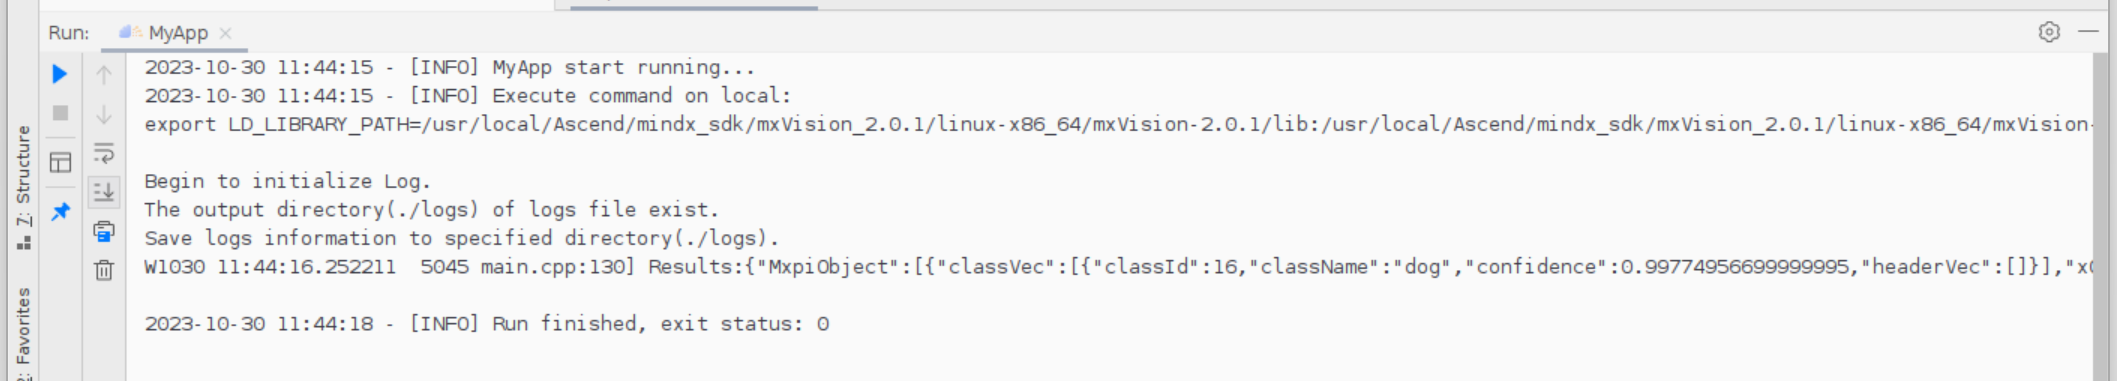 Run: MyApp
2023-10-30 11:44:15 - [INFO] MyApp start running...
2023-10-30 11:44:15 - [INFO] Execute command on local:
export LD_LIBRARY_PATH=/usr/local/Ascend/mindx_sdk/mxVision_2.0.1/linux-x86_64/mxVision-2.0.1/lib:/usr/local/Ascend/mindx_sdk/mxVision_2.0.1/linux-x86_64/mxVision-
Begin to initialize Log.
The output directory(./logs) of logs file exist.
Save logs information to specified directory(./logs).
W1030 11:44:16.252211  5045 main.cpp:130] Results:{"MxpiObject":[{"classVec":[{"classId":16,"className":"dog","confidence":0.99774956699999995,"headerVec":[]}],"x
2023-10-30 11:44:18 - [INFO] Run finished, exit status: 0
7: Structure
Favorites